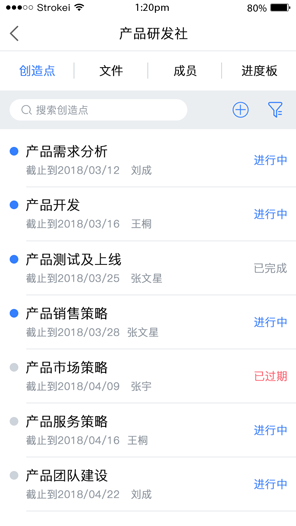 Strokei 1:20pm 80%
产品研发社
创造点 文件 成员 进度板
搜索创造点
产品需求分析
截止到2018/03/12 刘成 进行中
产品开发
截止到2018/03/16 王桐 进行中
产品测试及上线
截止到2018/03/25 张文星 已完成
产品销售策略
截止到2018/03/28 张文星 进行中
产品市场策略
截止到2018/04/09 张宇 已过期
产品服务策略
截止到2018/04/16 王桐 进行中
产品团队建设
截止到2018/04/22 刘成 进行中